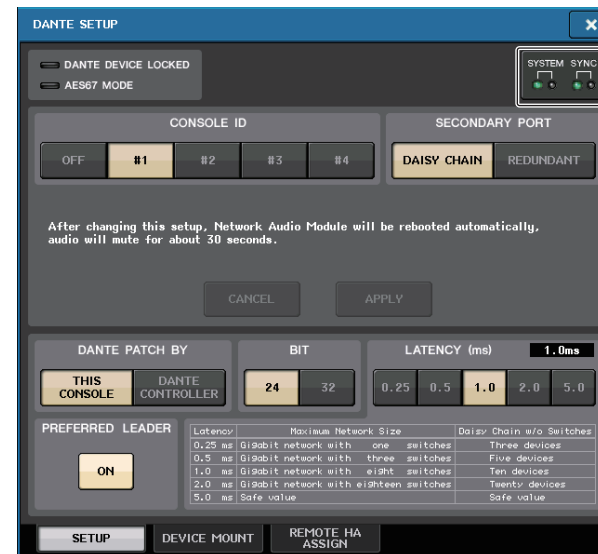 DANTE SETUP
DANTE DEVICE LOCKED
AES67 MODE
SYSTEM SYNC
CONSOLE ID
OFF #1 #2 #3 #4
SECONDARY PORT
DAISY CHAIN REDUNDANT
After changing this setup, Network Audio Module will be rebooted automatically,
audio will mute for about 30 seconds.
CANCEL APPLY
DANTE PATCH BY
THIS CONSOLE DANTE CONTROLLER
BIT
24 32
LATENCY (ms) 1.0ms
0.25 0.5 1.0 2.0 5.0
PREFERRED LEADER
ON
Latency Maximum Network Size Daisy Chain w/o Switches
0.25 ms Gigabit network with one switches Three devices
0.5 ms Gigabit network with three switches Five devices
1.0 ms Gigabit network with eight switches Ten devices
2.0 ms Gigabit network with eighteen switches Twenty devices
5.0 ms Safe value Safe value
SETUP DEVICE MOUNT REMOTE HA ASSIGN